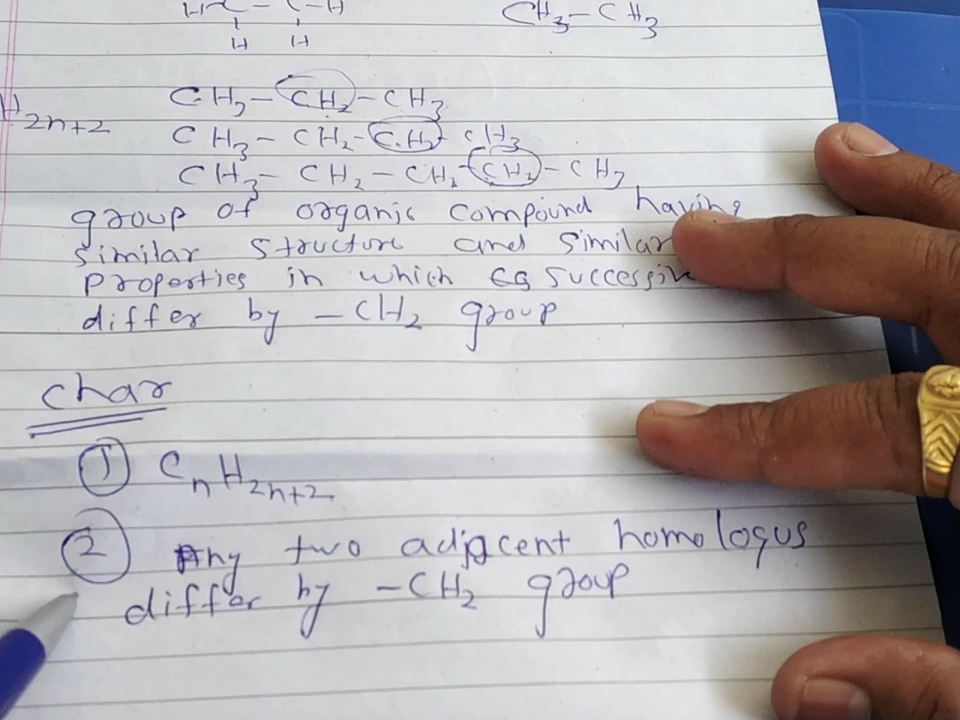 CH3-CH3
H H
H2n+2
CH3-CH2-CH3
CH3-CH2-CH2 CH3
CH3-CH2-CH2-CH2-CH3
group of organic compound having
similar structure and similar
properties in which successiv
differ by -CH2 group
Char
1 CnH2n+2
2 Any two adjacent homologus
differ by -CH2 group